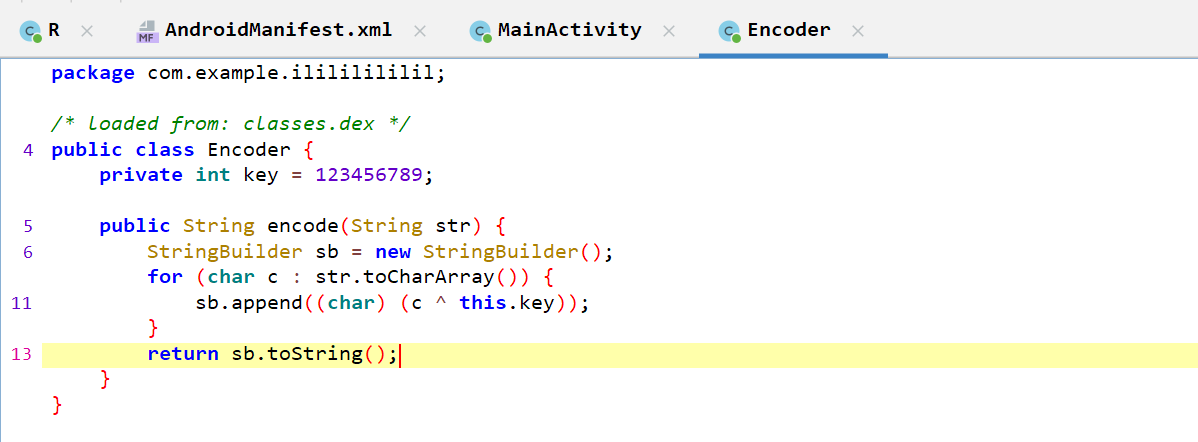 R × MF AndroidManifest.xml × C MainActivity × C Encoder ×
package com.example.ililililililil;
/* loaded from: classes.dex */
4 public class Encoder {
private int key = 123456789;
5 public String encode(String str) {
6 StringBuilder sb = new StringBuilder();
for (char c : str.toCharArray()) {
11 sb.append((char) (c ^ this.key));
}
13 return sb.toString();
}
}